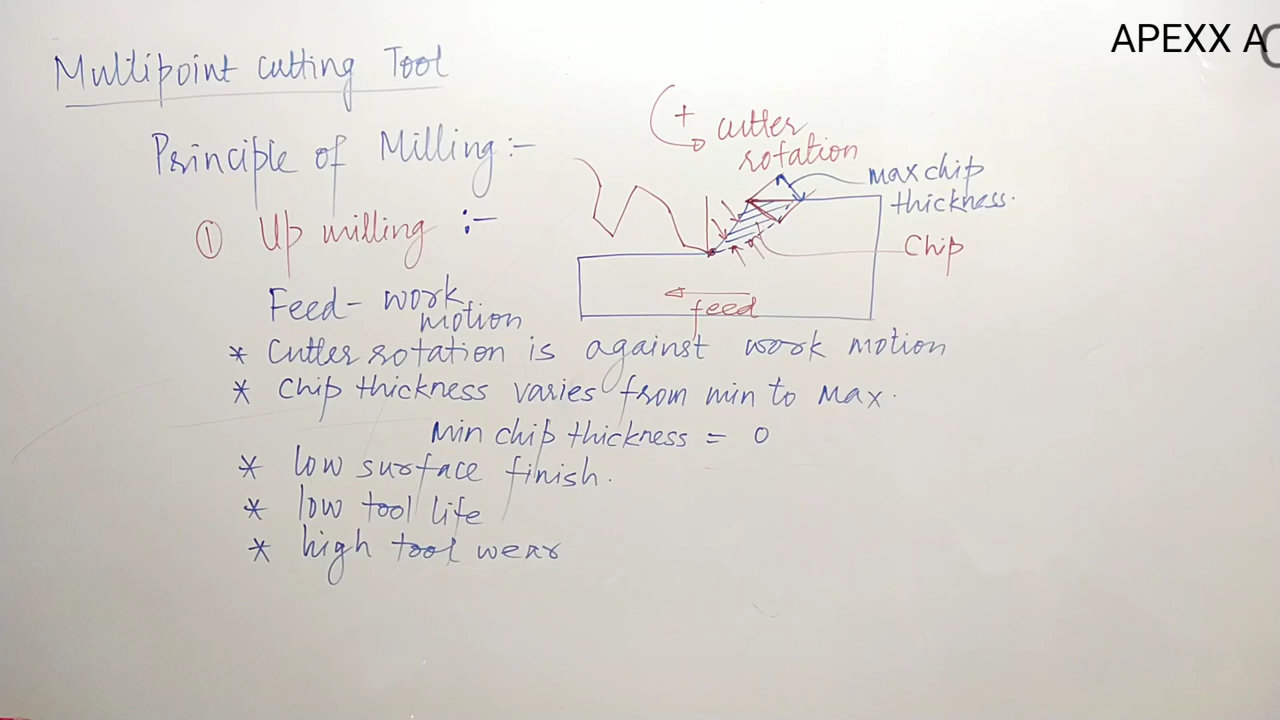 APEXX A
Multipoint cutting Tool
Principle of Milling :-
+ cutter
rotation
max chip
thickness.
① Up milling :-
Chip
Feed - work
motion
feed
* Cutter rotation is against work motion
* Chip thickness varies from min to Max.
Min chip thickness = 0
* low surface finish.
* low tool life
* high tool wear